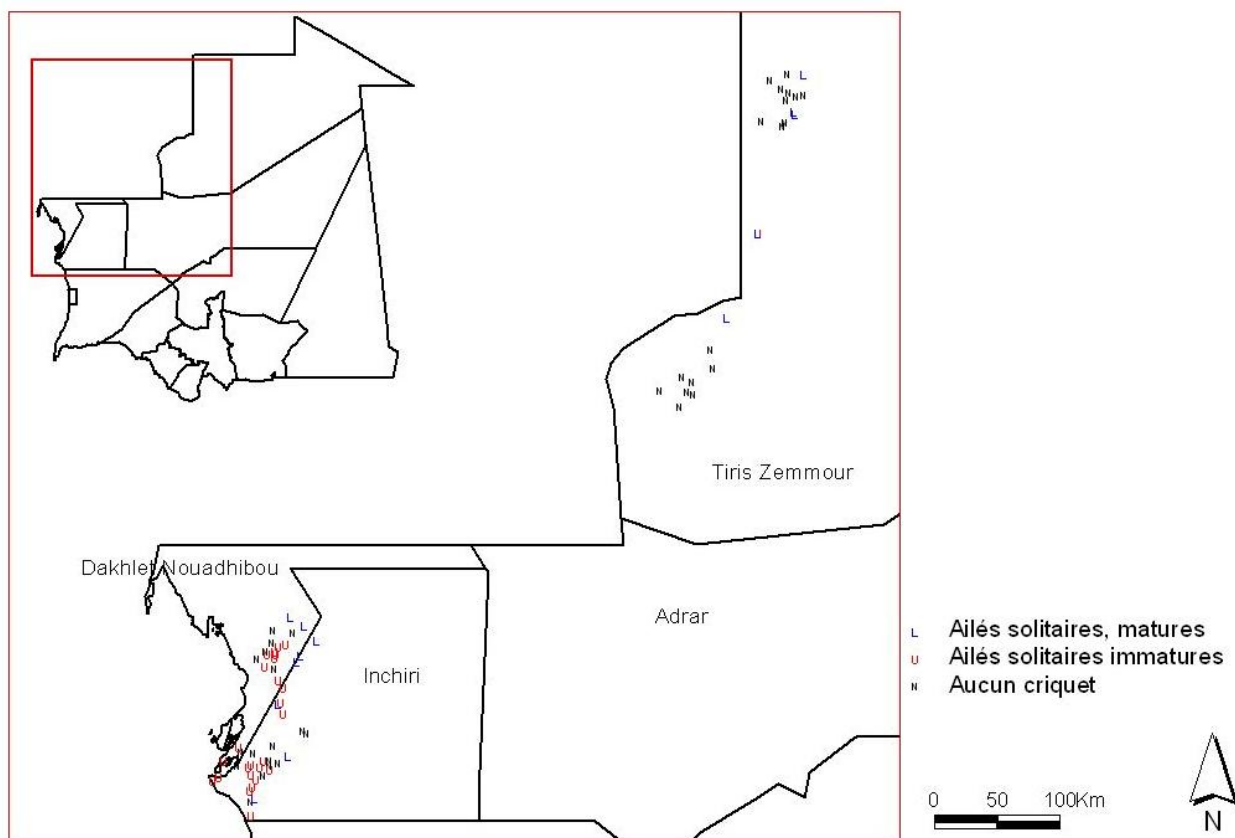 Tiris Zemmour
Dakhlet Nouadhibou
Adrar
Inchiri
L Ailés solitaires, matures
U Ailés solitaires immatures
N Aucun criquet
0 50 100Km
N